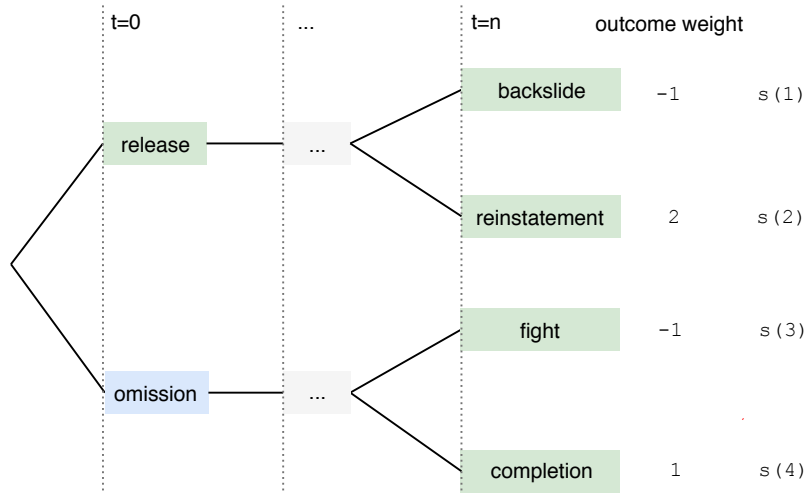 t=0 ... t=n outcome weight
backslide -1 s(1)
release ...
reinstatement 2 s(2)
fight -1 s(3)
omission ...
completion 1 s(4)